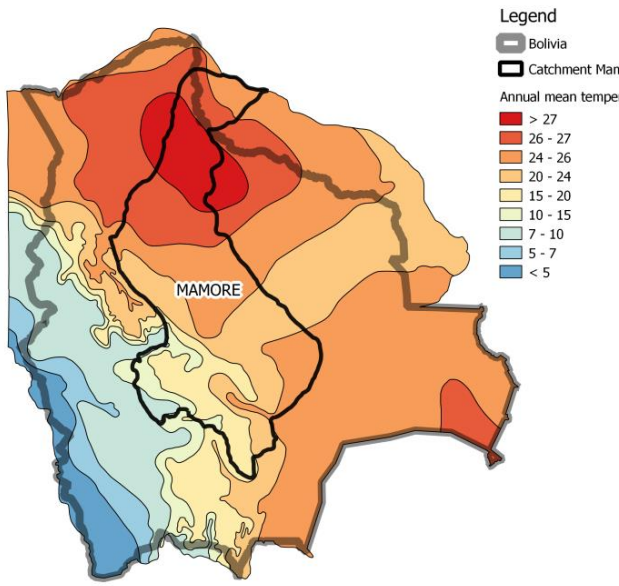 Legend
Bolivia
Catchment Mam
Annual mean temper
> 27
26 - 27
24 - 26
20 - 24
15 - 20
10 - 15
7 - 10
5 - 7
< 5
MAMORE